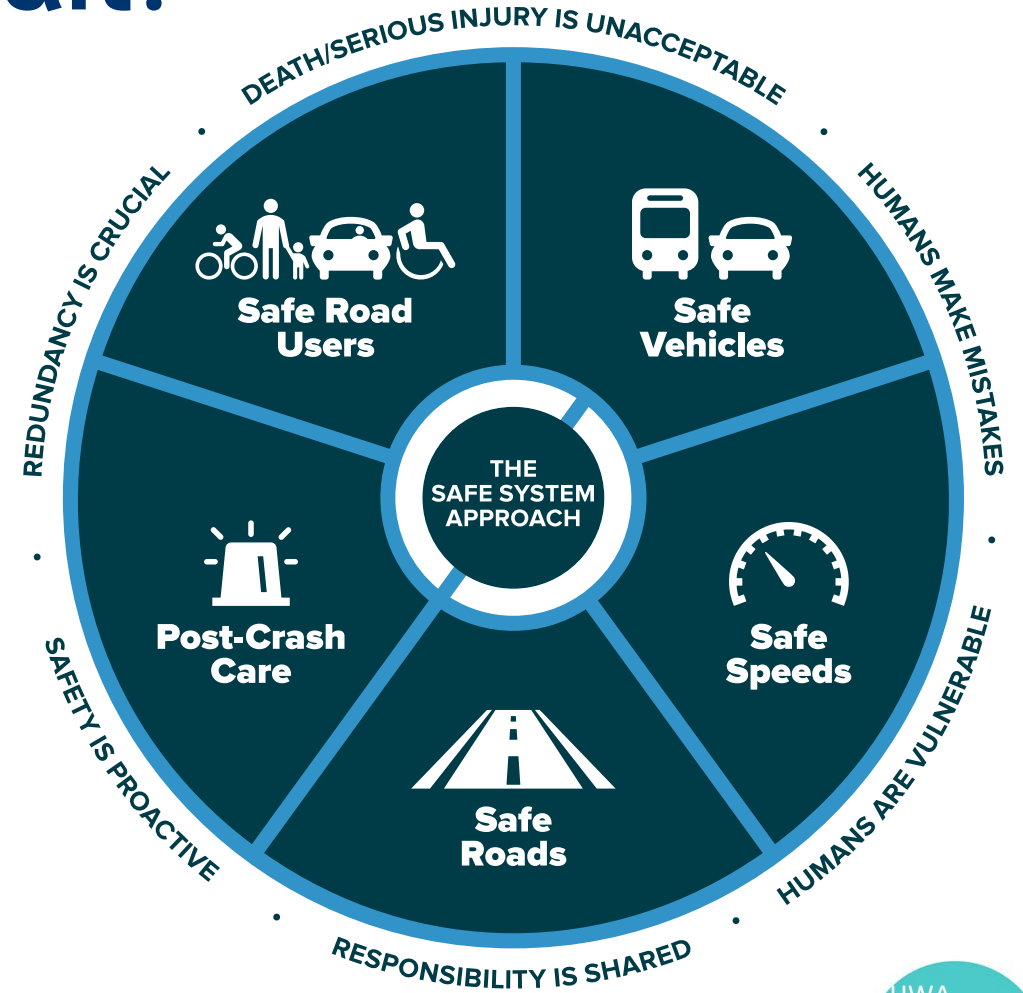 DEATH/SERIOUS INJURY IS UNACCEPTABLE
HUMANS MAKE MISTAKES
HUMANS ARE VULNERABLE
RESPONSIBILITY IS SHARED
SAFETY IS PROACTIVE
REDUNDANCY IS CRUCIAL
Safe Road
Users
Safe
Vehicles
THE
SAFE SYSTEM
APPROACH
Post-Crash
Care
Safe
Speeds
Safe
Roads